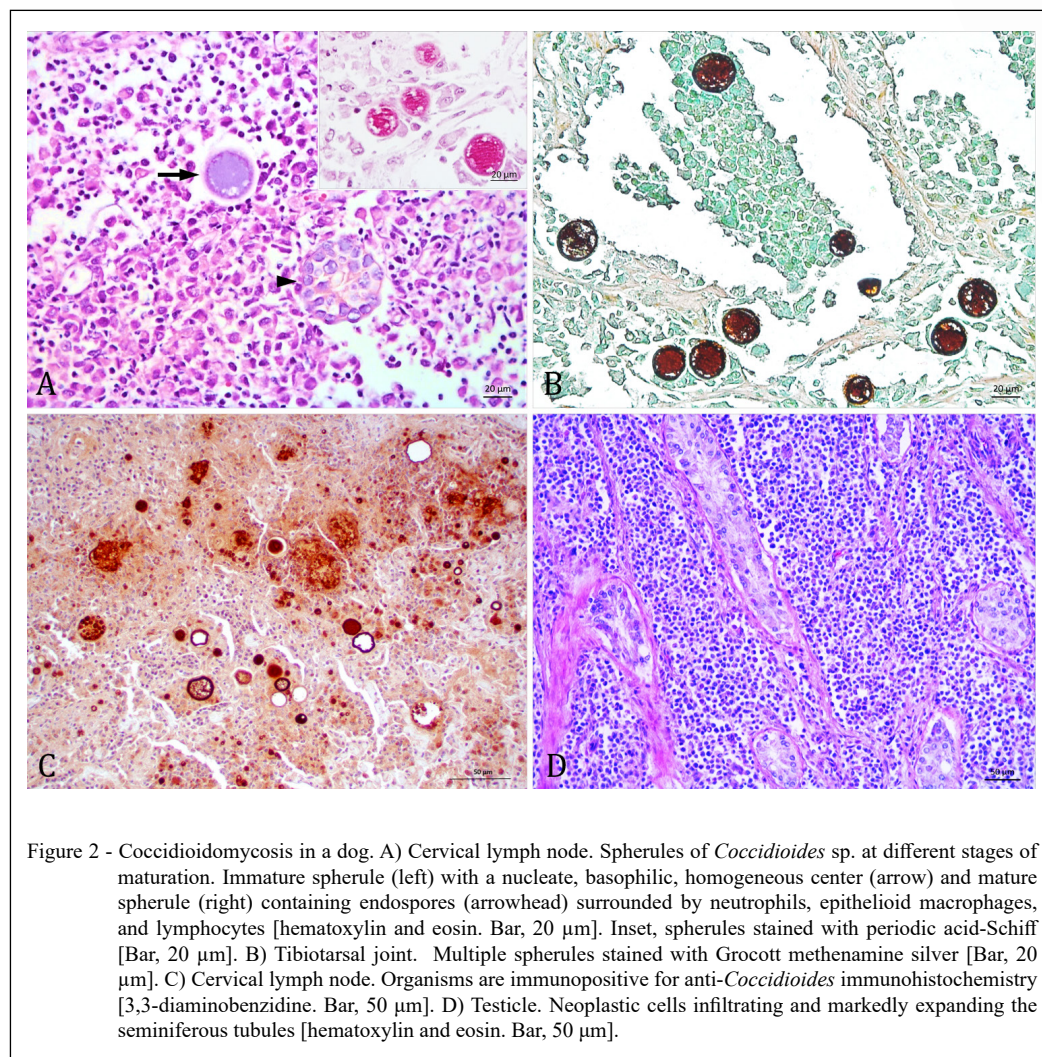 20 µm
A
20 µm
B
20 µm
C
50 µm
D
50 µm
Figure 2 - Coccidioidomycosis in a dog. A) Cervical lymph node. Spherules of Coccidioides sp. at different stages of
maturation. Immature spherule (left) with a nucleate, basophilic, homogeneous center (arrow) and mature
spherule (right) containing endospores (arrowhead) surrounded by neutrophils, epithelioid macrophages,
and lymphocytes [hematoxylin and eosin. Bar, 20 µm]. Inset, spherules stained with periodic acid-Schiff
[Bar, 20 µm]. B) Tibiotarsal joint. Multiple spherules stained with Grocott methenamine silver [Bar, 20
µm]. C) Cervical lymph node. Organisms are immunopositive for anti-Coccidioides immunohistochemistry
[3,3-diaminobenzidine. Bar, 50 µm]. D) Testicle. Neoplastic cells infiltrating and markedly expanding the
seminiferous tubules [hematoxylin and eosin. Bar, 50 µm].